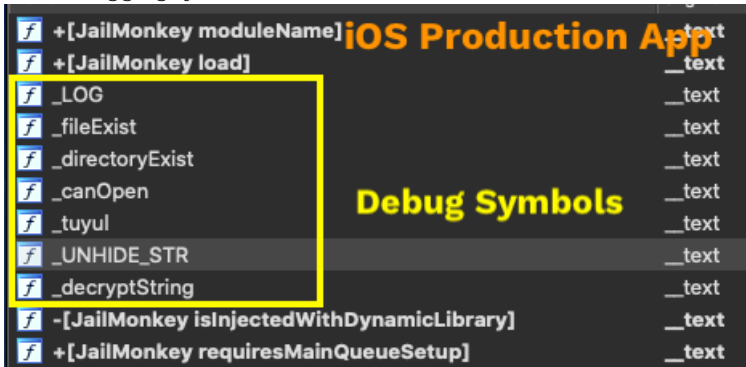 f +[JailMonkey moduleName] iOS Production App __text
f +[JailMonkey load] __text
f _LOG __text
f _fileExist __text
f _directoryExist __text
f _canOpen Debug Symbols __text
f _tuyul __text
f _UNHIDE_STR __text
f _decryptString __text
f -[JailMonkey isInjectedWithDynamicLibrary] __text
f +[JailMonkey requiresMainQueueSetup] __text